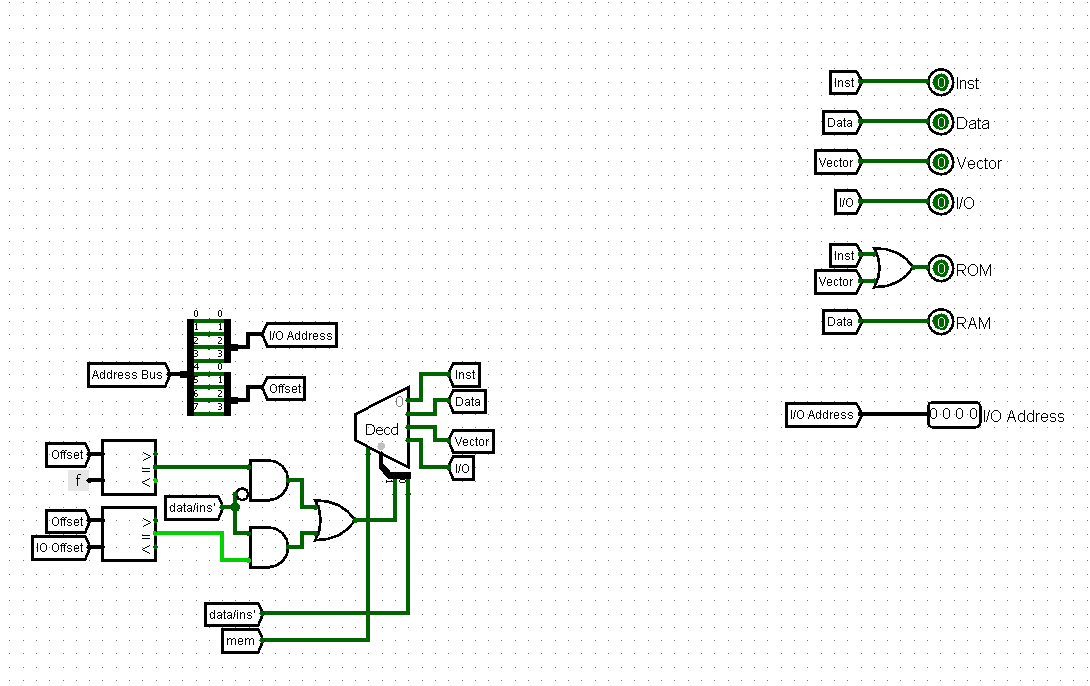 Inst 0 Inst
Data 0 Data
Vector 0 Vector
I/O 0 I/O
Inst
Vector
0 ROM
Data 0 RAM
0 0
1 1
2 2
3 3
4 0
5 1
6 2
7 3
I/O Address
Address Bus
Offset
Inst
0
Data
Decd
Vector
I/O
Offset
f
> = <
data/ins'
Offset
IO Offset
> = <
data/ins'
mem
I/O Address 0 0 0 0 I/O Address